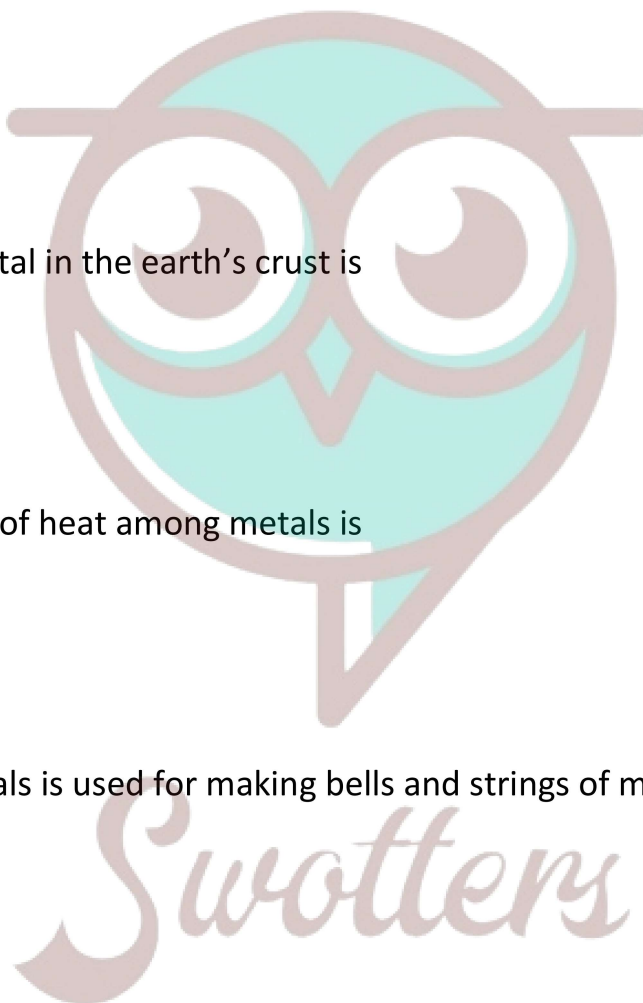 tal in the earth’s crust is
of heat among metals is
als is used for making bells and strings of m
Swotters